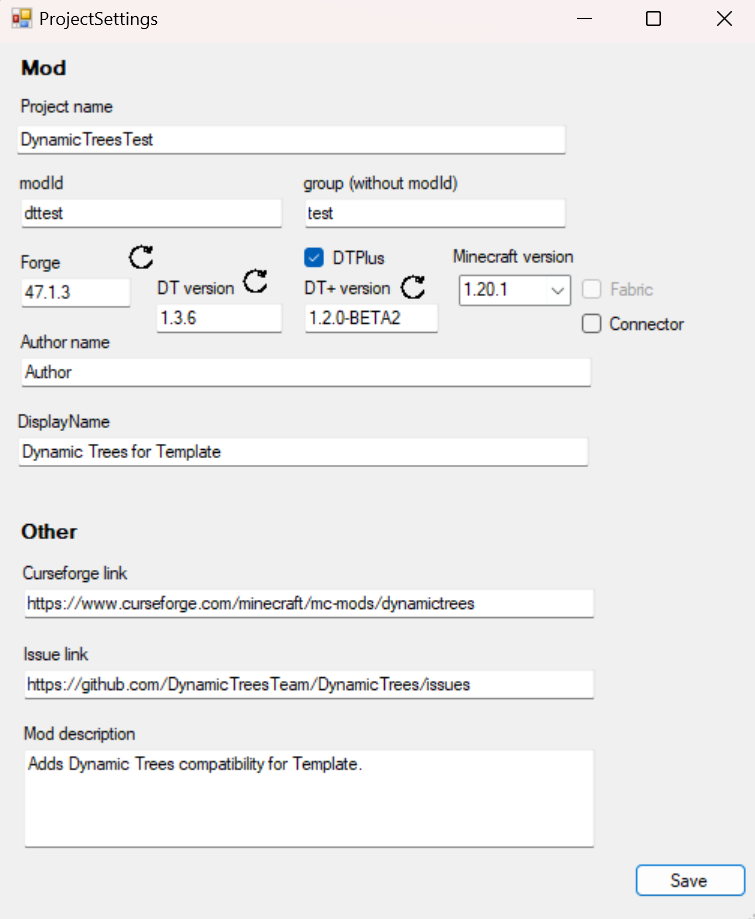 ProjectSettings
Mod
Project name
DynamicTreesTest
modId group (without modId)
dttest test
Forge DTPlus Minecraft version
DT version DT+ version 1.20.1 Fabric
47.1.3
1.3.6 1.2.0-BETA2 Connector
Author name
Author
DisplayName
Dynamic Trees for Template
Other
Curseforge link
https://www.curseforge.com/minecraft/mc-mods/dynamictrees
Issue link
https://github.com/DynamicTreesTeam/DynamicTrees/issues
Mod description
Adds Dynamic Trees compatibility for Template.
Save